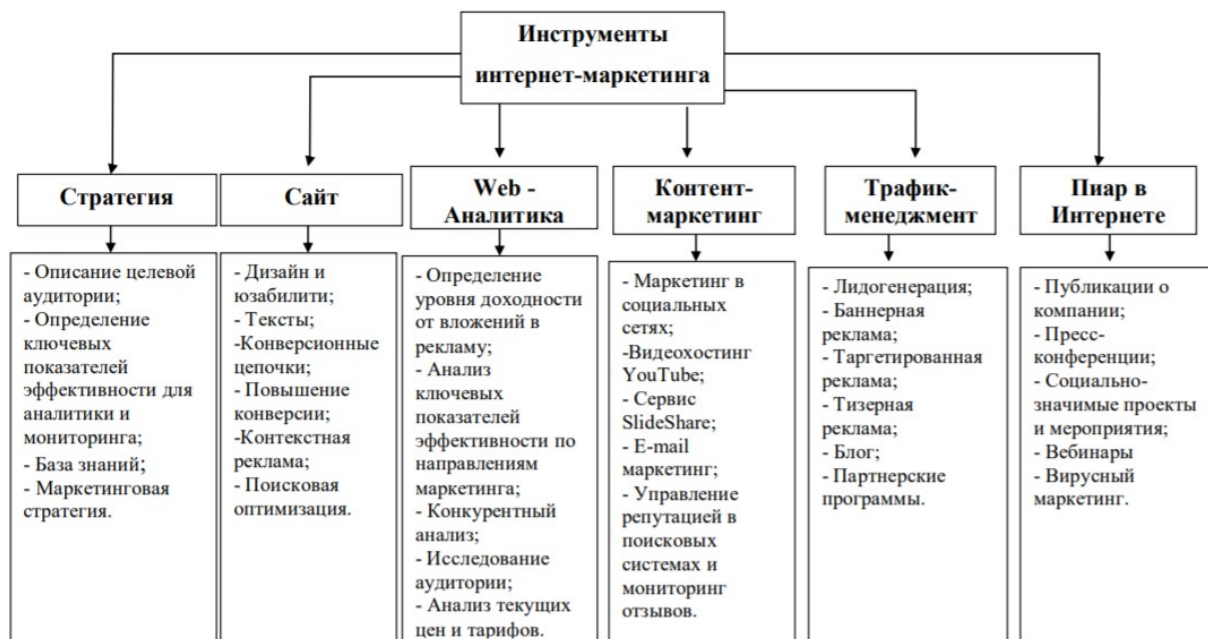 Инструменты
интернет-маркетинга
Стратегия
- Описание целевой
аудитории;
- Определение
ключевых
показателей
эффективности для
аналитики и
мониторинга;
- База знаний;
- Маркетинговая
стратегия.
Сайт
- Дизайн и
юзабилити;
- Тексты;
-Конверсионные
цепочки;
- Повышение
конверсии;
-Контекстная
реклама;
- Поисковая
оптимизация.
Web -
Аналитика
- Определение
уровня доходности
от вложений в
рекламу;
- Анализ
ключевых
показателей
эффективности по
направлениям
маркетинга;
- Конкурентный
анализ;
- Исследование
аудитории;
- Анализ текущих
цен и тарифов.
Контент-
маркетинг
- Маркетинг в
социальных
сетях;
-Видеохостинг
YouTube;
- Сервис
SlideShare;
- E-mail
маркетинг;
- Управление
репутацией в
поисковых
системах и
мониторинг
отзывов.
Трафик-
менеджмент
- Лидогенерация;
- Баннерная
реклама;
- Таргетированная
реклама;
- Тизерная
реклама;
- Блог;
- Партнерские
программы.
Пиар в
Интернете
- Публикации о
компании;
- Пресс-
конференции;
- Социально-
значимые проекты
и мероприятия;
- Вебинары
- Вирусный
маркетинг.